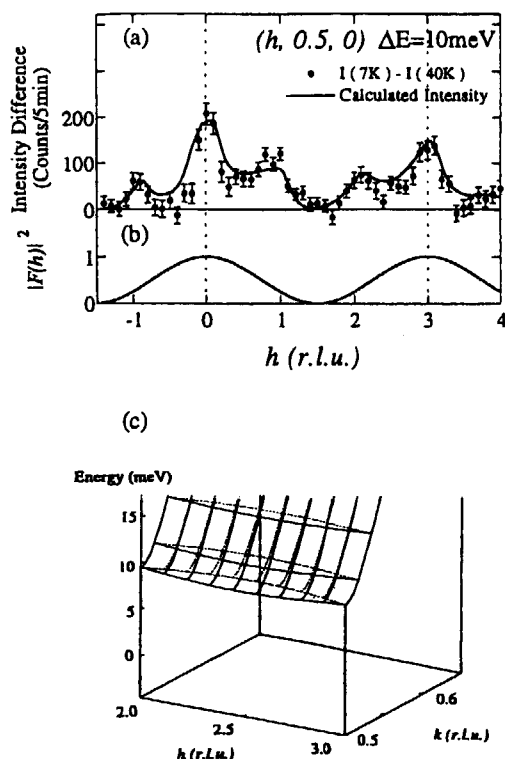 (a)
(h, 0.5, 0) ΔE=10meV
I (7K) - I (40K)
Calculated Intensity
Intensity Difference
(Counts/5min)
200
100
0
(b)
|F(h)|²
1
0
-1 0 1 2 3 4
h (r.l.u.)
(c)
Energy (meV)
15
10
5
0
2.0
2.5
3.0
h (r.l.u.)
0.5
0.6
k (r.l.u.)